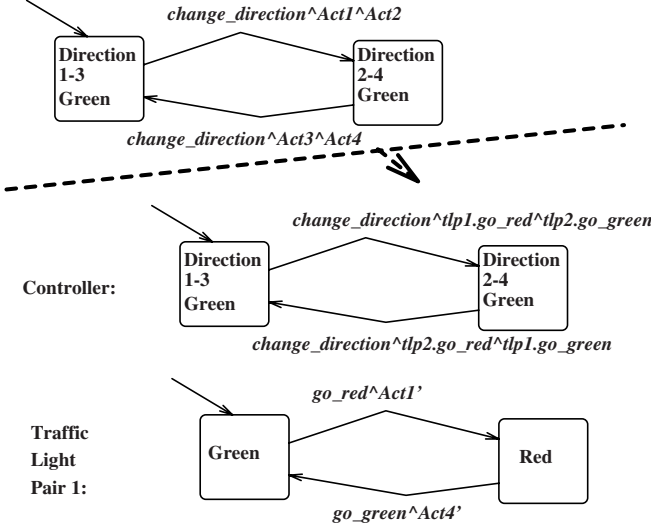 change_direction^Act1^Act2
Direction
1-3
Green
Direction
2-4
Green
change_direction^Act3^Act4
change_direction^tlp1.go_red^tlp2.go_green
Controller:
Direction
1-3
Green
Direction
2-4
Green
change_direction^tlp2.go_red^tlp1.go_green
go_red^Act1’
Traffic
Light
Pair 1:
Green
Red
go_green^Act4’